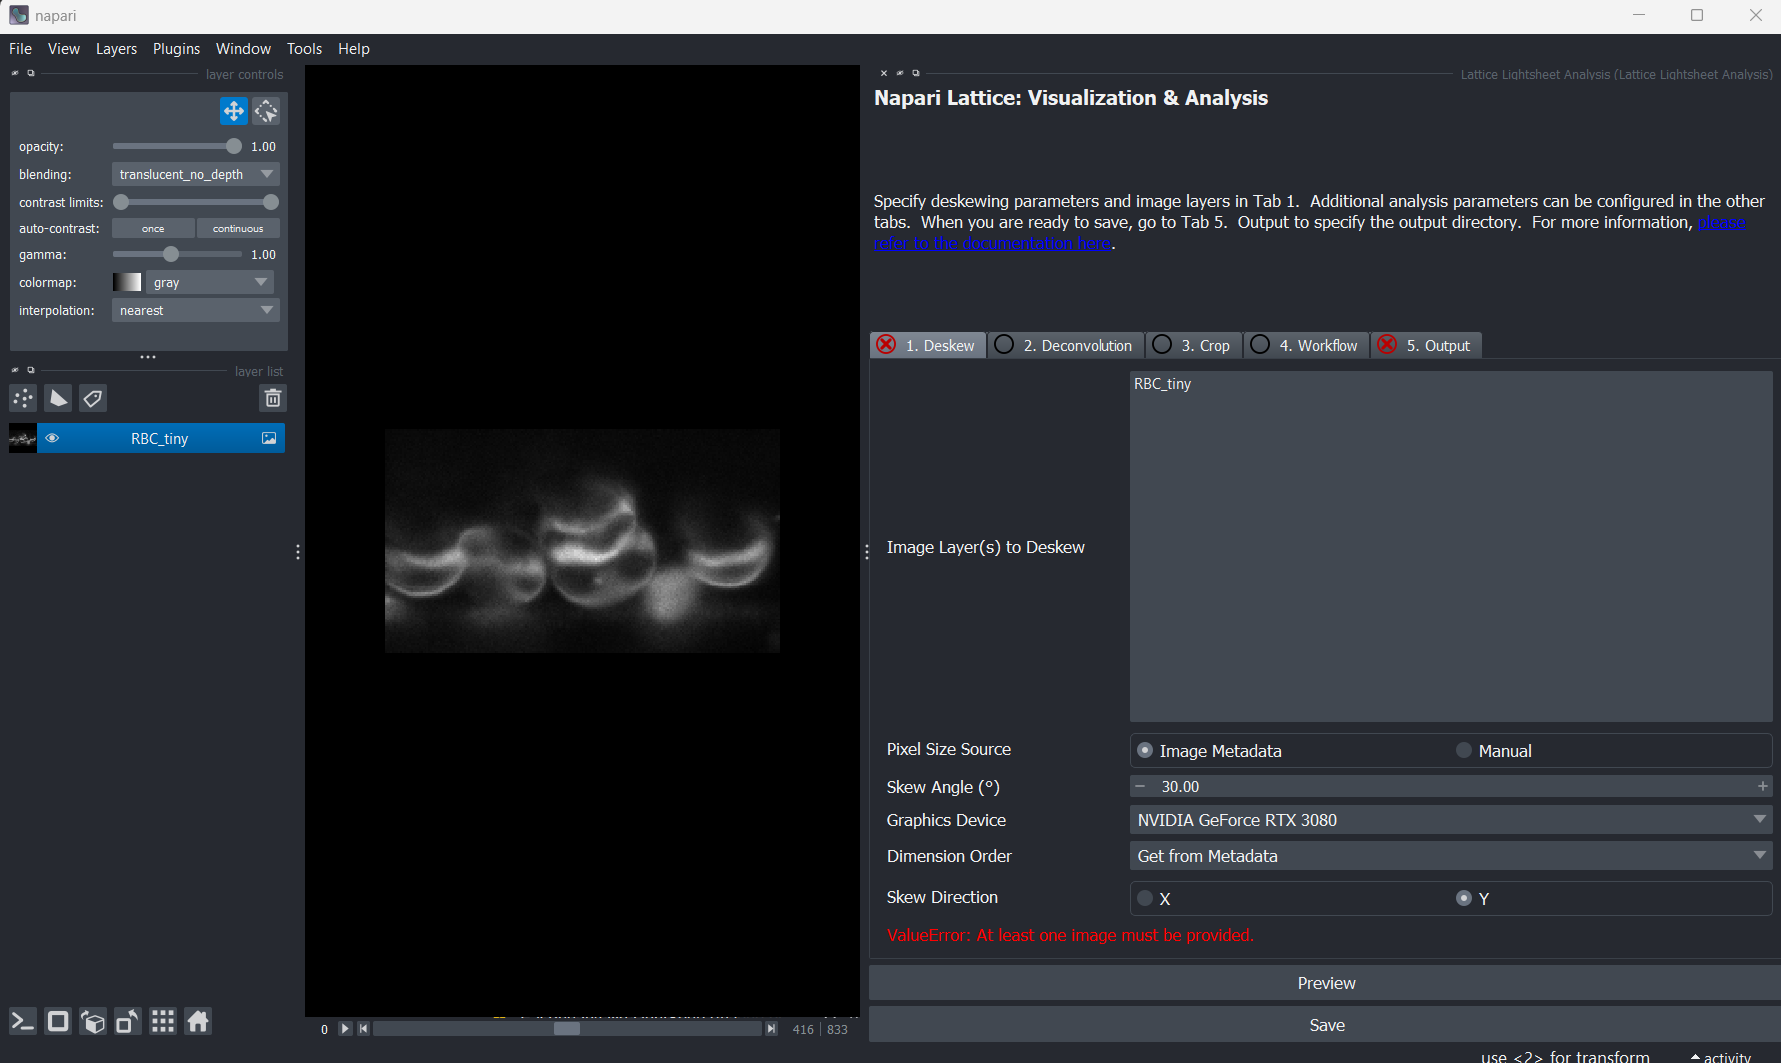 napari
File View Layers Plugins Window Tools Help
layer controls
opacity: 1.00
blending: translucent_no_depth
contrast limits:
auto-contrast: once continuous
gamma: 1.00
colormap: gray
interpolation: nearest
layer list
RBC_tiny
0 416 833
Lattice Lightsheet Analysis (Lattice Lightsheet Analysis)
Napari Lattice: Visualization & Analysis
Specify deskewing parameters and image layers in Tab 1. Additional analysis parameters can be configured in the other
tabs. When you are ready to save, go to Tab 5. Output to specify the output directory. For more information, please
refer to the documentation here.
1. Deskew 2. Deconvolution 3. Crop 4. Workflow 5. Output
RBC_tiny
Image Layer(s) to Deskew
Pixel Size Source Image Metadata Manual
Skew Angle (°) 30.00
Graphics Device NVIDIA GeForce RTX 3080
Dimension Order Get from Metadata
Skew Direction X Y
ValueError: At least one image must be provided.
Preview
Save
use <2> for transform activity